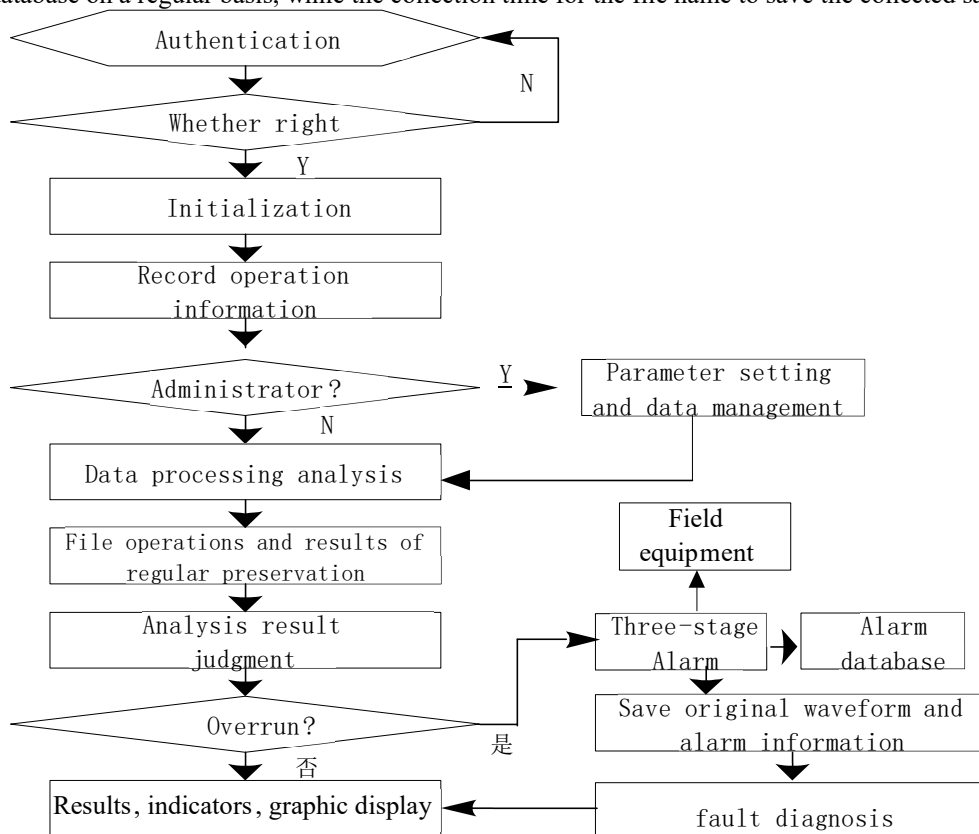 database on a regular basis, while the collection time for the file name to save the collected
Authentication
N
Whether right
Y
Initialization
Record operation
information
Administrator?
Y
Parameter setting
and data management
N
Data processing analysis
File operations and results of
regular preservation
Field
equipment
Analysis result
judgment
Three-stage
Alarm
Alarm
database
Overrun?
是
Save original waveform and
alarm information
否
Results, indicators, graphic display
fault diagnosis